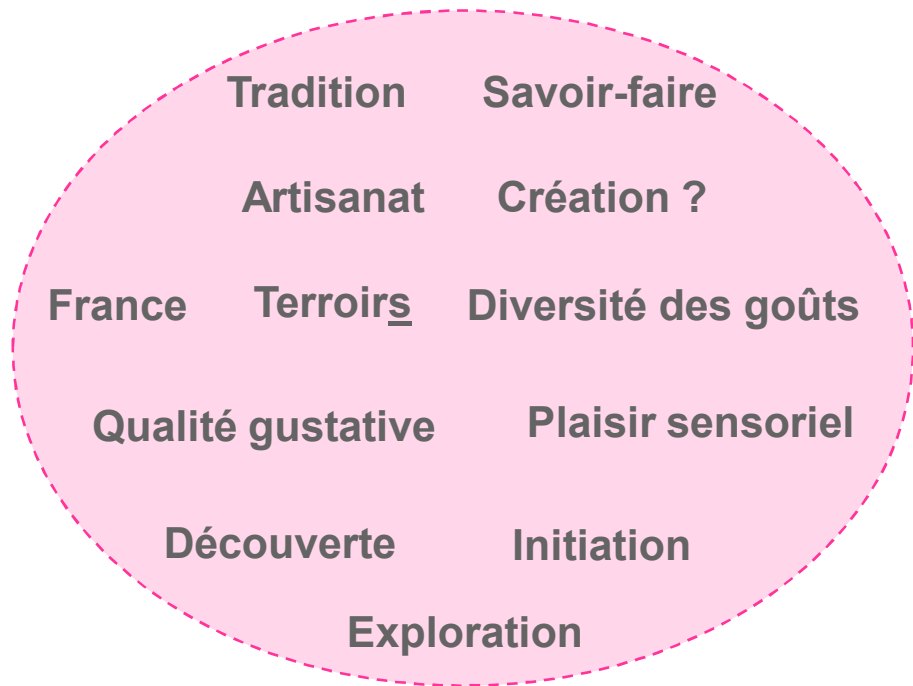 Tradition Savoir-faire
Artisanat Création ?
France Terroirs Diversité des goûts
Qualité gustative Plaisir sensoriel
Découverte Initiation
Exploration